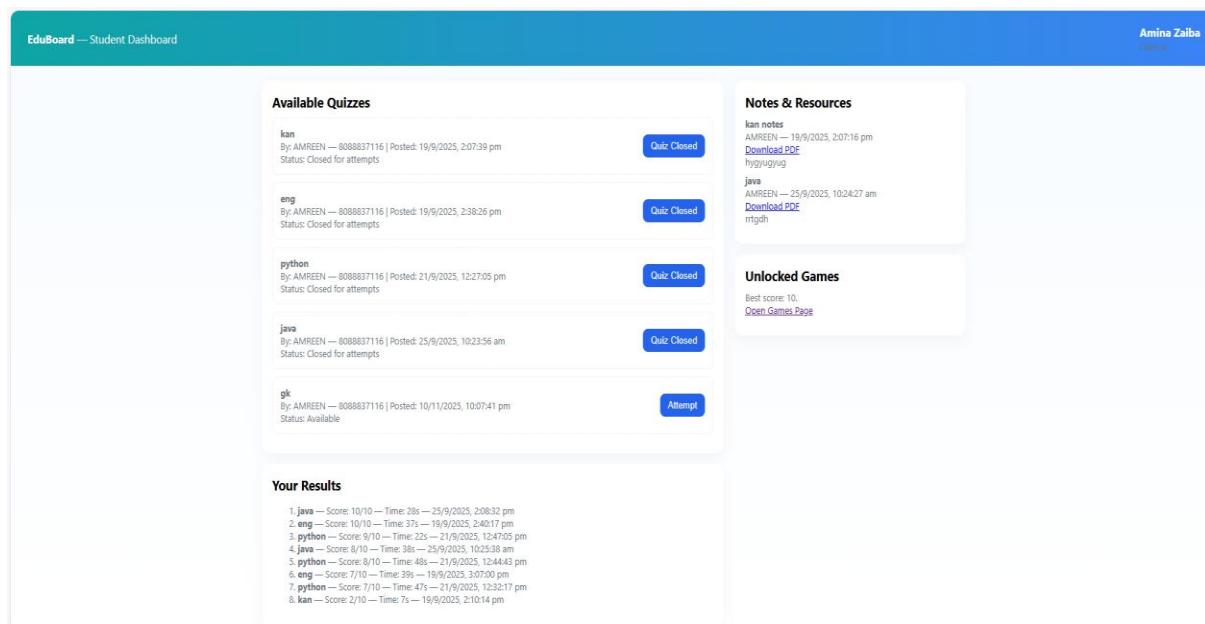 EduBoard — Student Dashboard
Amina Zaiba
Available Quizzes
kan
By: AMREEN — 8088837116 | Posted: 19/9/2025, 2:07:39 pm
Status: Closed for attempts
Quiz Closed
eng
By: AMREEN — 8088837116 | Posted: 19/9/2025, 2:38:26 pm
Status: Closed for attempts
Quiz Closed
python
By: AMREEN — 8088837116 | Posted: 21/9/2025, 12:27:05 pm
Status: Closed for attempts
Quiz Closed
java
By: AMREEN — 8088837116 | Posted: 25/9/2025, 10:23:56 am
Status: Closed for attempts
Quiz Closed
gk
By: AMREEN — 8088837116 | Posted: 10/11/2025, 10:07:41 pm
Status: Available
Attempt
Your Results
1. java — Score: 10/10 — Time: 28s — 25/9/2025, 2:08:32 pm
2. eng — Score: 10/10 — Time: 37s — 19/9/2025, 2:40:17 pm
3. python — Score: 9/10 — Time: 22s — 21/9/2025, 12:47:05 pm
4. java — Score: 8/10 — Time: 38s — 25/9/2025, 10:25:38 am
5. python — Score: 8/10 — Time: 48s — 21/9/2025, 12:44:43 pm
6. eng — Score: 7/10 — Time: 39s — 19/9/2025, 3:07:00 pm
7. python — Score: 7/10 — Time: 47s — 21/9/2025, 12:32:17 pm
8. kan — Score: 2/10 — Time: 7s — 19/9/2025, 2:10:14 pm
Notes & Resources
kan notes
AMREEN — 19/9/2025, 2:07:16 pm
Download PDF
hygyugyug
java
AMREEN — 25/9/2025, 10:24:27 am
Download PDF
rrtgdh
Unlocked Games
Best score: 10.
Open Games Page